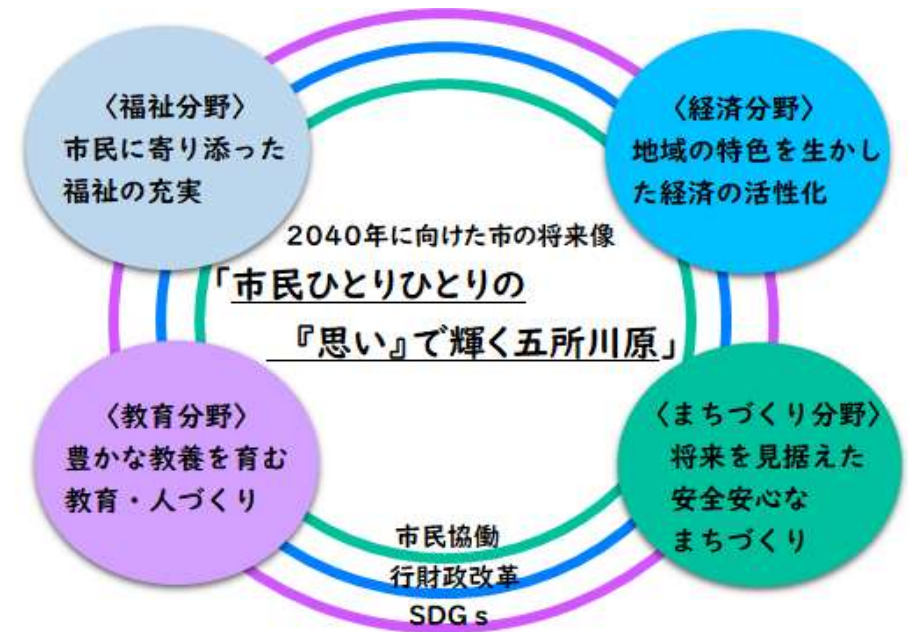 〈福祉分野〉
市民に寄り添った
福祉の充実
〈経済分野〉
地域の特色を生かし
た経済の活性化
2040年に向けた市の将来像
「市民ひとりひとりの
『思い』で輝く五所川原」
〈教育分野〉
豊かな教養を育む
教育・人づくり
〈まちづくり分野〉
将来を見据えた
安全安心な
まちづくり
市民協働
行財政改革
SDGｓ